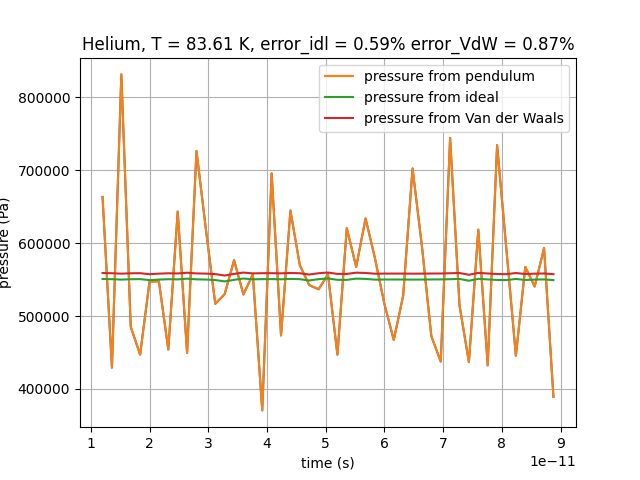 Helium, T = 83.61 K, error_idl = 0.59% error_VdW = 0.87%
pressure from pendulum
pressure from ideal
pressure from Van der Waals
800000
700000
600000
500000
400000
pressure (Pa)
1 2 3 4 5 6 7 8 9
1e−11
time (s)